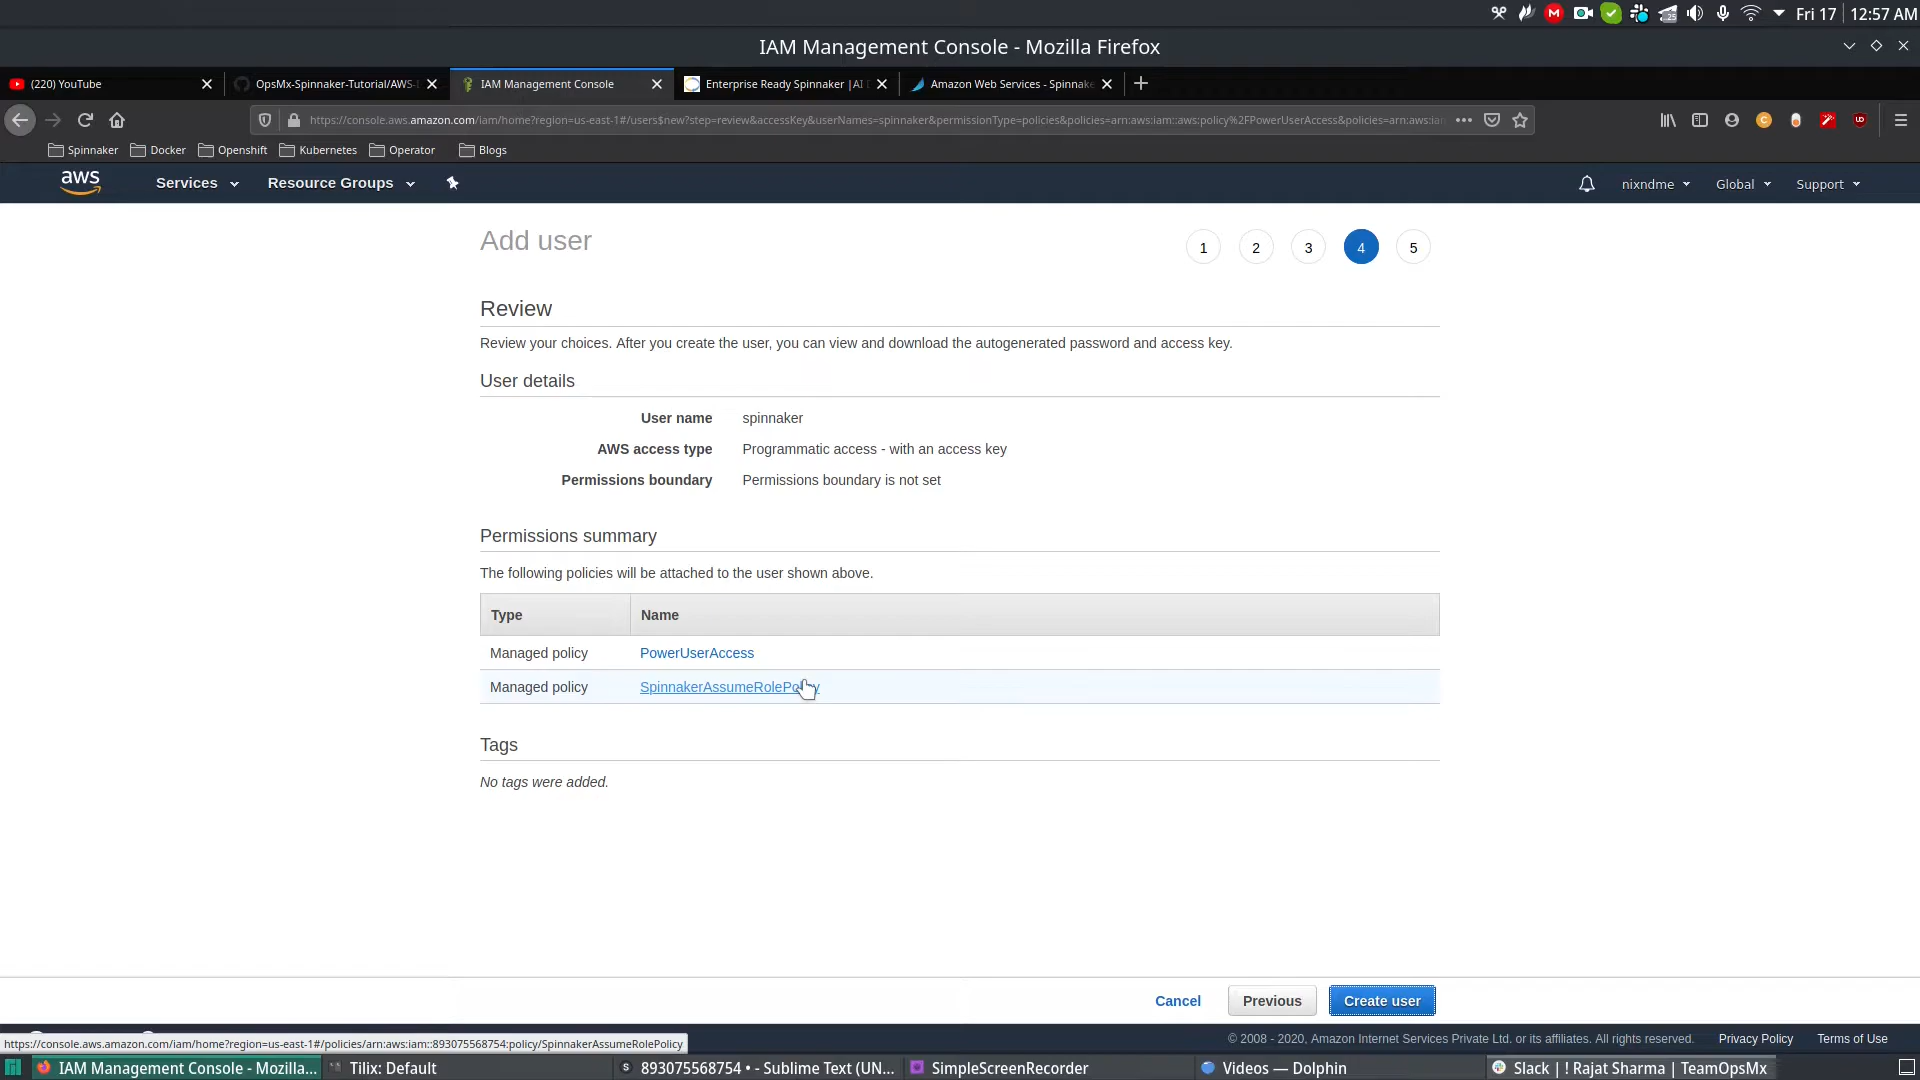 25
Fri 17
12:57 AM
IAM Management Console - Mozilla Firefox
(220) YouTube
OpsMx-Spinnaker-Tutorial/AWS-
IAM Management Console
Enterprise Ready Spinnaker |AI
Amazon Web Services - Spinnake
https://console.aws.amazon.com/iam/home?region=us-east-1#/users$new?step=review&accessKey&userNames=spinnaker&permissionType=policies&policies=arn:aws:iam::aws:policy%2FPowerUserAccess&policies=arn:aws:iam
Spinnaker
Docker
Openshift
Kubernetes
Operator
Blogs
aws
Services
Resource Groups
nixndme
Global
Support
Add user
1
2
3
4
5
Review
Review your choices. After you create the user, you can view and download the autogenerated password and access key.
User details
User name spinnaker
AWS access type Programmatic access - with an access key
Permissions boundary Permissions boundary is not set
Permissions summary
The following policies will be attached to the user shown above.
Type Name
Managed policy PowerUserAccess
Managed policy SpinnakerAssumeRolePolicy
Tags
No tags were added.
Cancel
Previous
Create user
https://console.aws.amazon.com/iam/home?region=us-east-1#/policies/arn:aws:iam::893075568754:policy/SpinnakerAssumeRolePolicy
© 2008 - 2020, Amazon Internet Services Private Ltd. or its affiliates. All rights reserved.
Privacy Policy
Terms of Use
IAM Management Console - Mozilla...
Tilix: Default
893075568754 • - Sublime Text (UN...
SimpleScreenRecorder
Videos — Dolphin
Slack | ! Rajat Sharma | TeamOpsMx